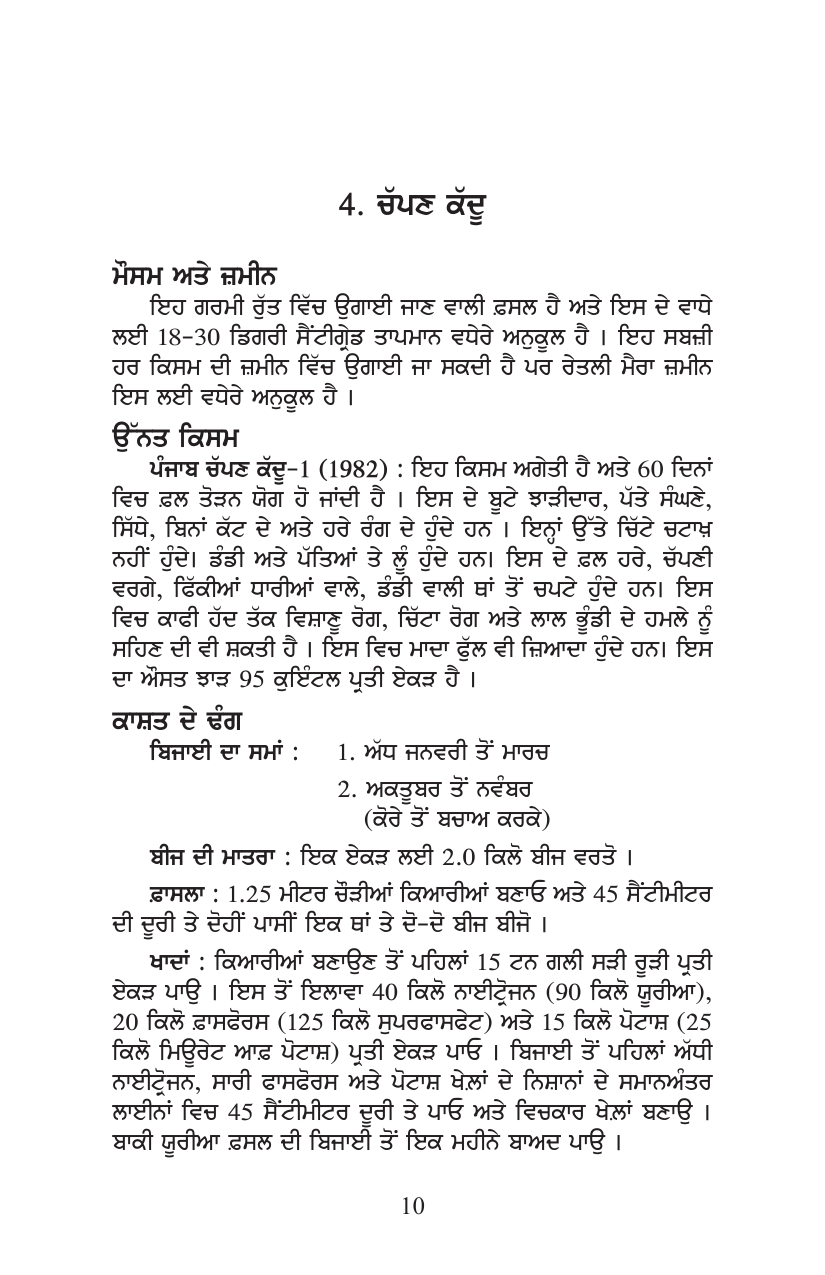 4. ਚੱਪਣ ਕੱਦੂ
ਮੌਸਮ ਅਤੇ ਜ਼ਮੀਨ
ਇਹ ਗਰਮੀ ਰੁੱਤ ਵਿੱਚ ਉਗਾਈ ਜਾਣ ਵਾਲੀ ਫ਼ਸਲ ਹੈ ਅਤੇ ਇਸ ਦੇ ਵਾਧੇ
ਲਈ 18-30 ਡਿਗਰੀ ਸੈਂਟੀਗ੍ਰੇਡ ਤਾਪਮਾਨ ਵਧੇਰੇ ਅਨੁਕੂਲ ਹੈ । ਇਹ ਸਬਜ਼ੀ
ਹਰ ਕਿਸਮ ਦੀ ਜ਼ਮੀਨ ਵਿੱਚ ਉਗਾਈ ਜਾ ਸਕਦੀ ਹੈ ਪਰ ਰੇਤਲੀ ਮੈਰਾ ਜ਼ਮੀਨ
ਇਸ ਲਈ ਵਧੇਰੇ ਅਨੁਕੂਲ ਹੈ ।
ਉੱਨਤ ਕਿਸਮ
ਪੰਜਾਬ ਚੱਪਣ ਕੱਦੂ-1 (1982) : ਇਹ ਕਿਸਮ ਅਗੇਤੀ ਹੈ ਅਤੇ 60 ਦਿਨਾਂ
ਵਿਚ ਫ਼ਲ ਤੋੜਨ ਯੋਗ ਹੋ ਜਾਂਦੀ ਹੈ । ਇਸ ਦੇ ਬੂਟੇ ਝਾੜੀਦਾਰ, ਪੱਤੇ ਸੰਘਣੇ,
ਸਿੱਧੇ, ਬਿਨਾਂ ਕੱਟ ਦੇ ਅਤੇ ਹਰੇ ਰੰਗ ਦੇ ਹੁੰਦੇ ਹਨ । ਇਨ੍ਹਾਂ ਉੱਤੇ ਚਿੱਟੇ ਚਟਾਖ਼
ਨਹੀਂ ਹੁੰਦੇ। ਡੰਡੀ ਅਤੇ ਪੱਤਿਆਂ ਤੇ ਲੂੰ ਹੁੰਦੇ ਹਨ। ਇਸ ਦੇ ਫ਼ਲ ਹਰੇ, ਚੱਪਣੀ
ਵਰਗੇ, ਫਿੱਕੀਆਂ ਧਾਰੀਆਂ ਵਾਲੇ, ਡੰਡੀ ਵਾਲੀ ਥਾਂ ਤੋਂ ਚਪਟੇ ਹੁੰਦੇ ਹਨ। ਇਸ
ਵਿਚ ਕਾਫੀ ਹੱਦ ਤੱਕ ਵਿਸ਼ਾਣੂ ਰੋਗ, ਚਿੱਟਾ ਰੋਗ ਅਤੇ ਲਾਲ ਭੂੰਡੀ ਦੇ ਹਮਲੇ ਨੂੰ
ਸਹਿਣ ਦੀ ਵੀ ਸ਼ਕਤੀ ਹੈ । ਇਸ ਵਿਚ ਮਾਦਾ ਫੁੱਲ ਵੀ ਜ਼ਿਆਦਾ ਹੁੰਦੇ ਹਨ। ਇਸ
ਦਾ ਔਸਤ ਝਾੜ 95 ਕੁਇੰਟਲ ਪ੍ਰਤੀ ਏਕੜ ਹੈ ।
ਕਾਸ਼ਤ ਦੇ ਢੰਗ
ਬਿਜਾਈ ਦਾ ਸਮਾਂ : 1. ਅੱਧ ਜਨਵਰੀ ਤੋਂ ਮਾਰਚ
2. ਅਕਤੂਬਰ ਤੋਂ ਨਵੰਬਰ
(ਕੋਰੇ ਤੋਂ ਬਚਾਅ ਕਰਕੇ)
ਬੀਜ ਦੀ ਮਾਤਰਾ : ਇਕ ਏਕੜ ਲਈ 2.0 ਕਿਲੋ ਬੀਜ ਵਰਤੋ ।
ਫ਼ਾਸਲਾ : 1.25 ਮੀਟਰ ਚੌੜੀਆਂ ਕਿਆਰੀਆਂ ਬਣਾਓ ਅਤੇ 45 ਸੈਂਟੀਮੀਟਰ
ਦੀ ਦੂਰੀ ਤੇ ਦੋਹੀਂ ਪਾਸੀਂ ਇਕ ਥਾਂ ਤੇ ਦੋ-ਦੋ ਬੀਜ ਬੀਜੋ ।
ਖਾਦਾਂ : ਕਿਆਰੀਆਂ ਬਣਾਉਣ ਤੋਂ ਪਹਿਲਾਂ 15 ਟਨ ਗਲੀ ਸੜੀ ਰੂੜੀ ਪ੍ਰਤੀ
ਏਕੜ ਪਾਉ । ਇਸ ਤੋਂ ਇਲਾਵਾ 40 ਕਿਲੋ ਨਾਈਟ੍ਰੋਜਨ (90 ਕਿਲੋ ਯੂਰੀਆ),
20 ਕਿਲੋ ਫ਼ਾਸਫੋਰਸ (125 ਕਿਲੋ ਸੁਪਰਫਾਸਫੇਟ) ਅਤੇ 15 ਕਿਲੋ ਪੋਟਾਸ਼ (25
ਕਿਲੋ ਮਿਊਰੇਟ ਆਫ਼ ਪੋਟਾਸ਼) ਪ੍ਰਤੀ ਏਕੜ ਪਾਓ । ਬਿਜਾਈ ਤੋਂ ਪਹਿਲਾਂ ਅੱਧੀ
ਨਾਈਟ੍ਰੋਜਨ, ਸਾਰੀ ਫਾਸਫੋਰਸ ਅਤੇ ਪੋਟਾਸ਼ ਖੇਲਾਂ ਦੇ ਨਿਸ਼ਾਨਾਂ ਦੇ ਸਮਾਨਅੰਤਰ
ਲਾਈਨਾਂ ਵਿਚ 45 ਸੈਂਟੀਮੀਟਰ ਦੂਰੀ ਤੇ ਪਾਓ ਅਤੇ ਵਿਚਕਾਰ ਖੇਲਾਂ ਬਣਾਉ ।
ਬਾਕੀ ਯੂਰੀਆ ਫ਼ਸਲ ਦੀ ਬਿਜਾਈ ਤੋਂ ਇਕ ਮਹੀਨੇ ਬਾਅਦ ਪਾਉ ।
10